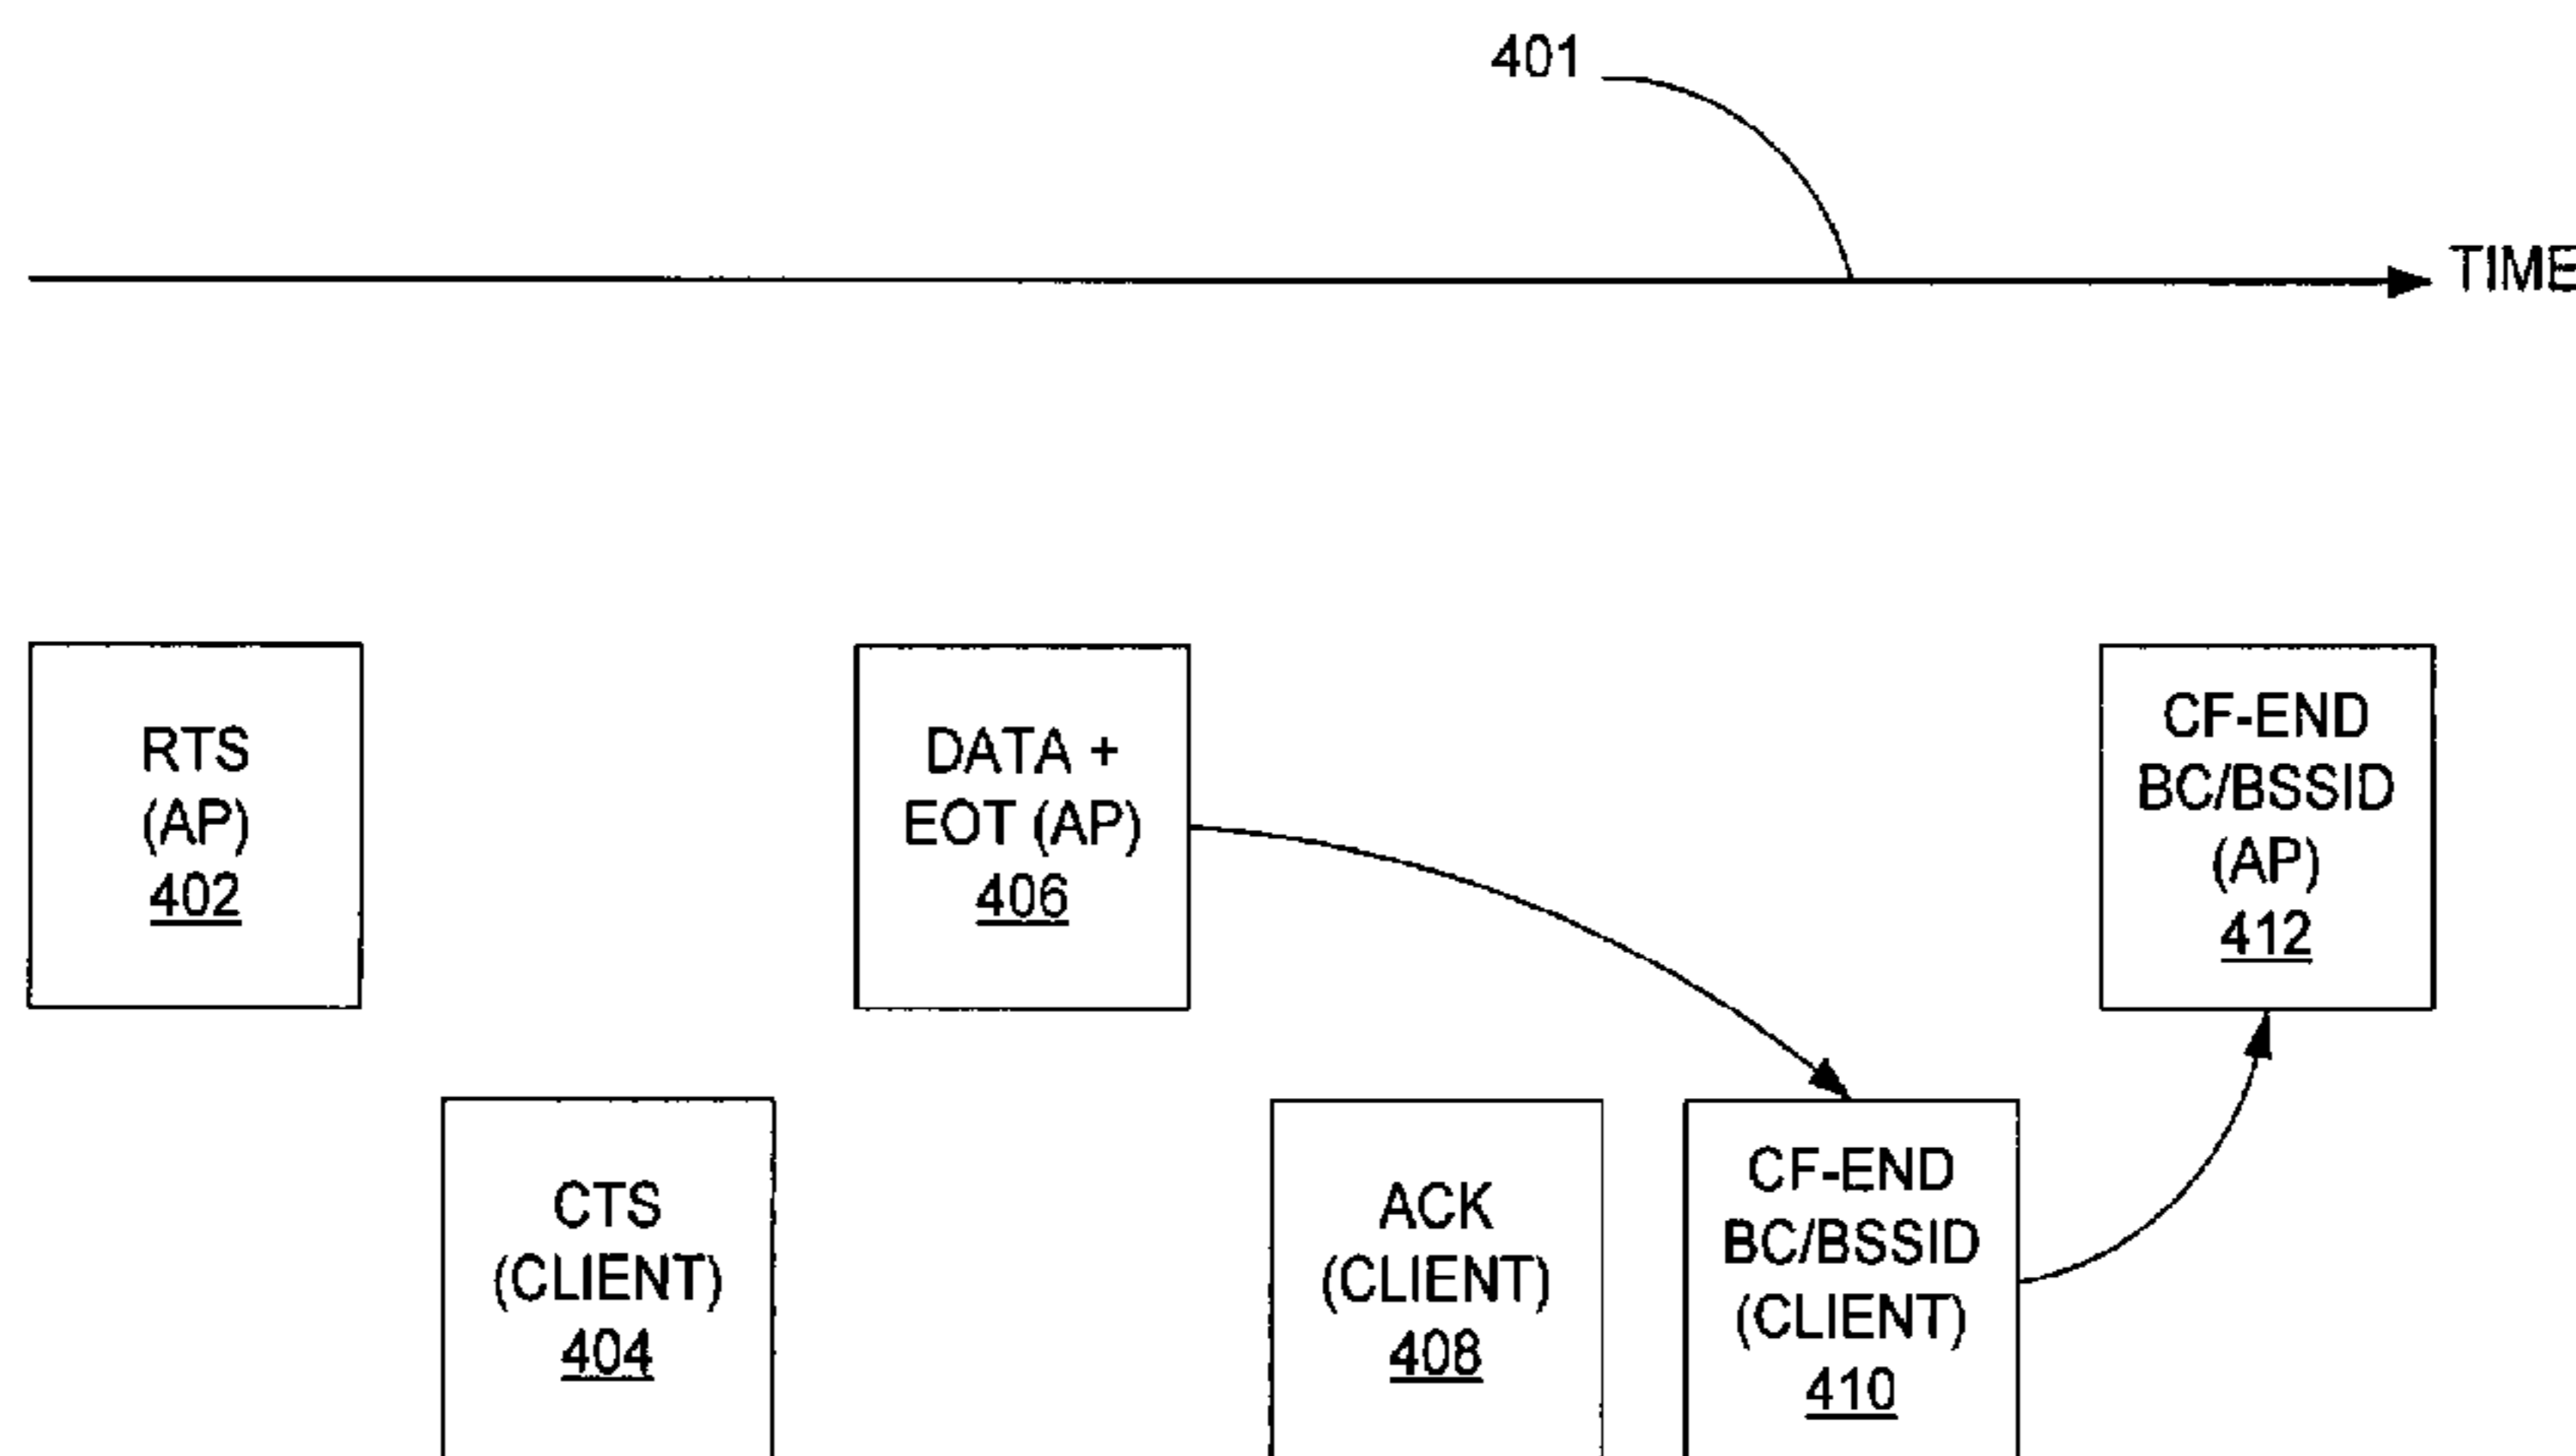 401
TIME
RTS
(AP)
402
DATA +
EOT (AP)
406
CF-END
BC/BSSID
(AP)
412
CTS
(CLIENT)
404
ACK
(CLIENT)
408
CF-END
BC/BSSID
(CLIENT)
410